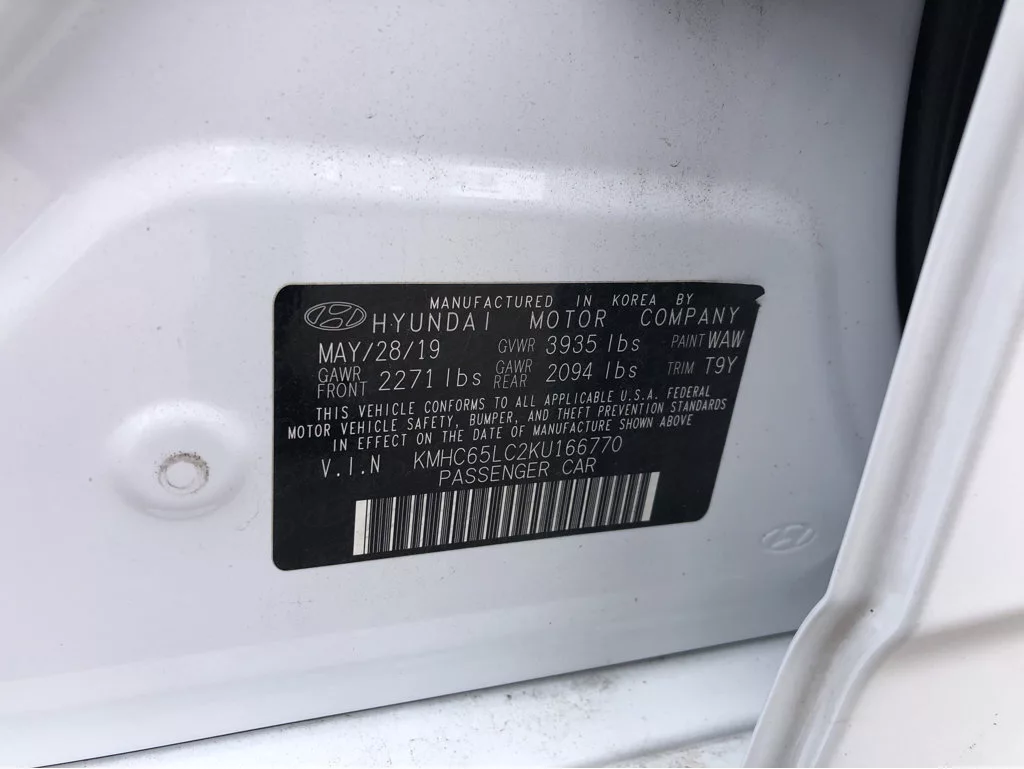 MANUFACTURED IN KOREA BY
HYUNDAI MOTOR COMPANY
MAY/28/19 GVWR 3935 lbs PAINT WAW
GAWR FRONT 2271 lbs GAWR REAR 2094 lbs TRIM T9Y
THIS VEHICLE CONFORMS TO ALL APPLICABLE U.S.A. FEDERAL
MOTOR VEHICLE SAFETY, BUMPER, AND THEFT PREVENTION STANDARDS
IN EFFECT ON THE DATE OF MANUFACTURE SHOWN ABOVE
V.I.N KMHC65LC2KU166770
PASSENGER CAR